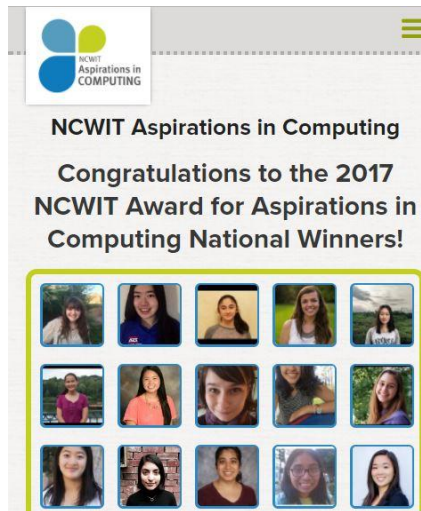 NCWIT
Aspirations in
COMPUTING
NCWIT Aspirations in Computing
Congratulations to the 2017
NCWIT Award for Aspirations in
Computing National Winners!